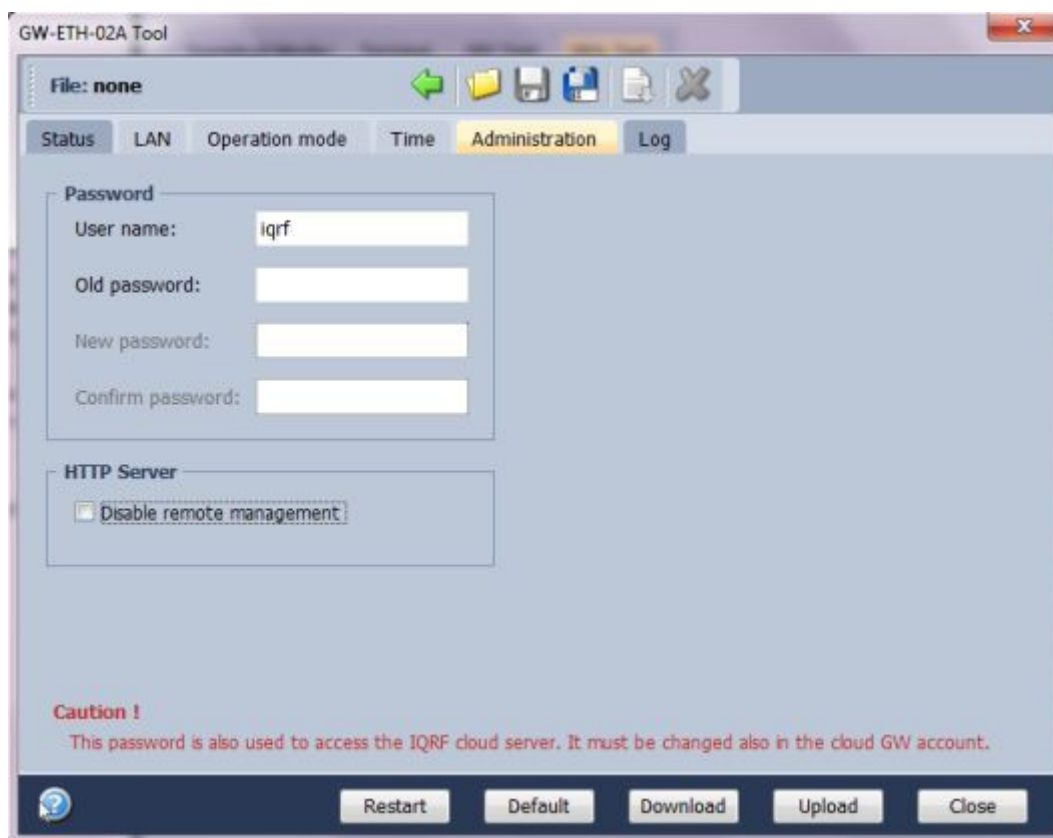 GW-ETH-02A Tool
File: none
Status LAN Operation mode Time Administration Log
Password
User name: iqrf
Old password:
New password:
Confirm password:
HTTP Server
Disable remote management
Caution !
This password is also used to access the IQRF cloud server. It must be changed also in the cloud GW account.
Restart Default Download Upload Close